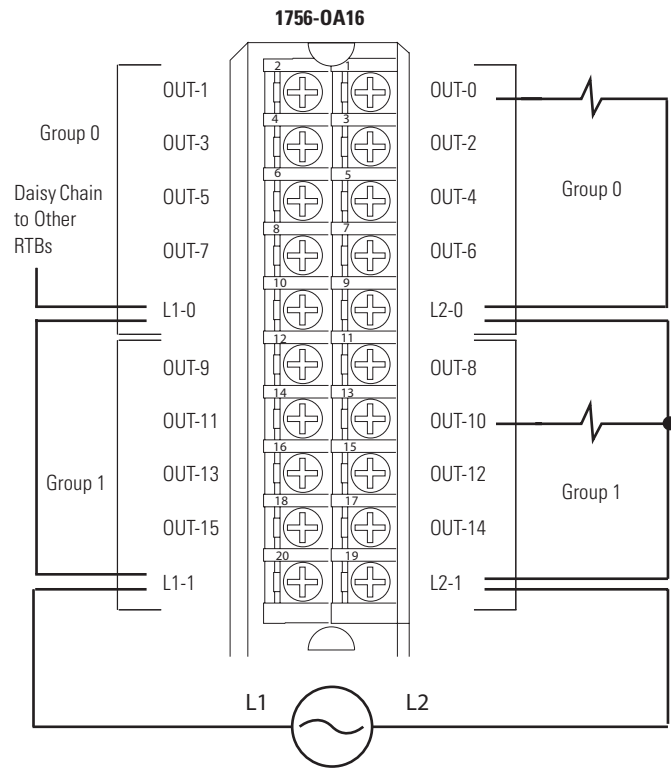 1756-OA16
2 1
OUT-1 OUT-0
4 3
Group 0 OUT-3 OUT-2
6 5
Daisy Chain
to Other
RTBs
OUT-5 OUT-4 Group 0
8 7
OUT-7 OUT-6
10 9
L1-0 L2-0
12 11
OUT-9 OUT-8
14 13
OUT-11 OUT-10
16 15
Group 1 OUT-13 OUT-12 Group 1
18 17
OUT-15 OUT-14
20 19
L1-1 L2-1
L1 L2